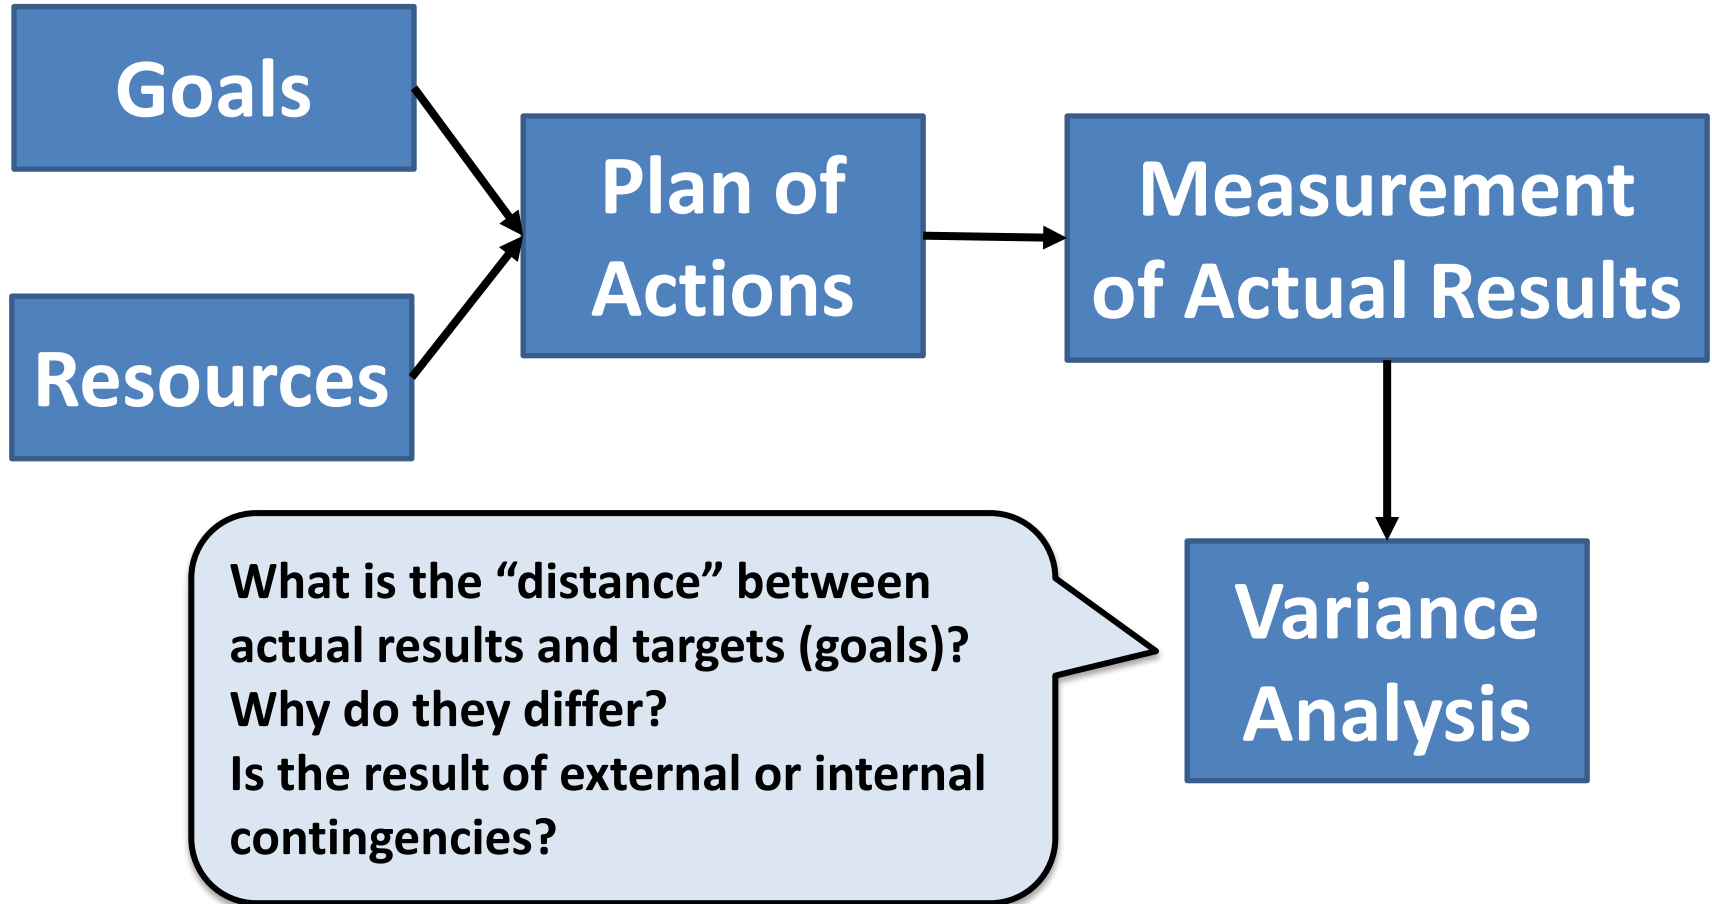 Goals
Resources
Plan of
Actions
Measurement
of Actual Results
Variance
Analysis
What is the “distance” between
actual results and targets (goals)?
Why do they differ?
Is the result of external or internal
contingencies?